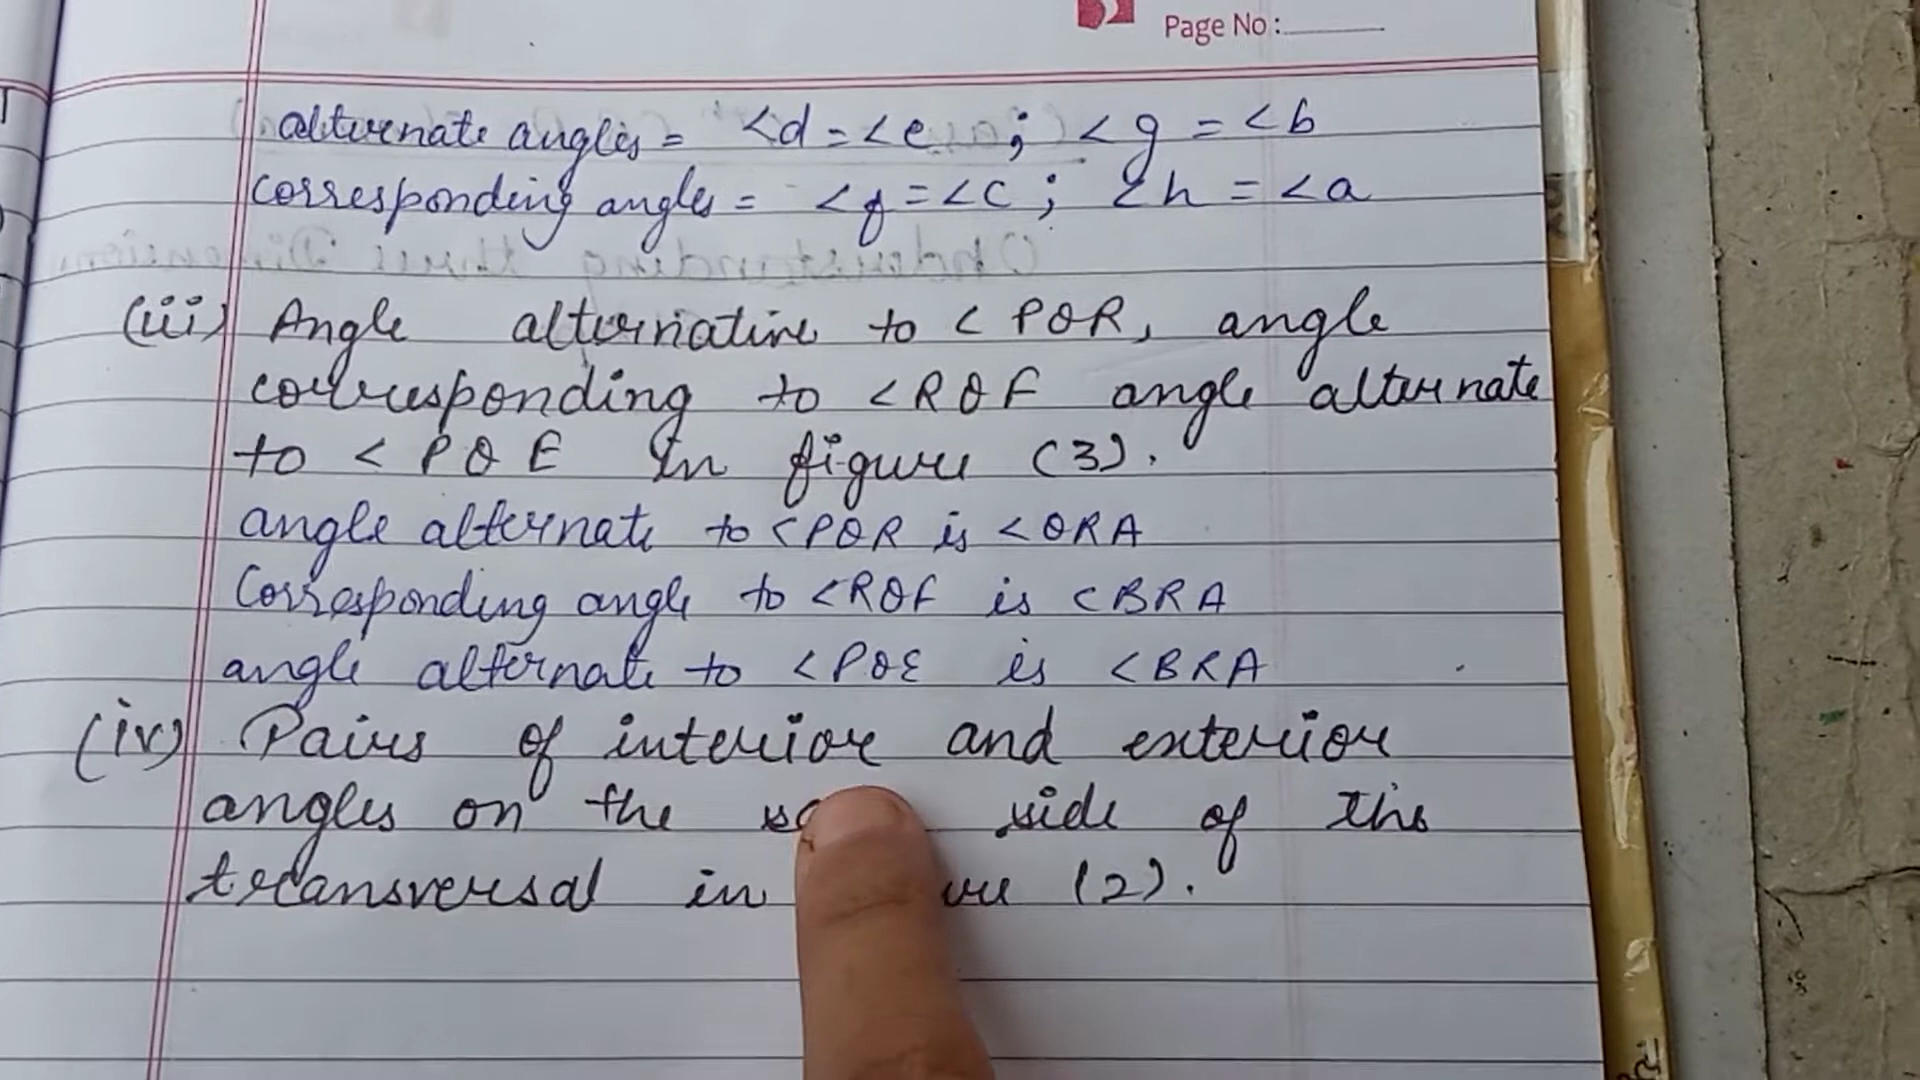 Page No :
alternate angles = <d = <e ; <g = <b
corresponding angles = <f = <c ; <h = <a
(iii) Angle alternative to < PQR, angle
corresponding to <RQF angle alternate
to < PQE In figure (3).
angle alternate to <PQR is <QRA
Corresponding angle to <RQF is <BRA
angle alternate to <PQE is <BRA
(iv) Pairs of interior and exterior
angles on the side of the
transversal in (2).